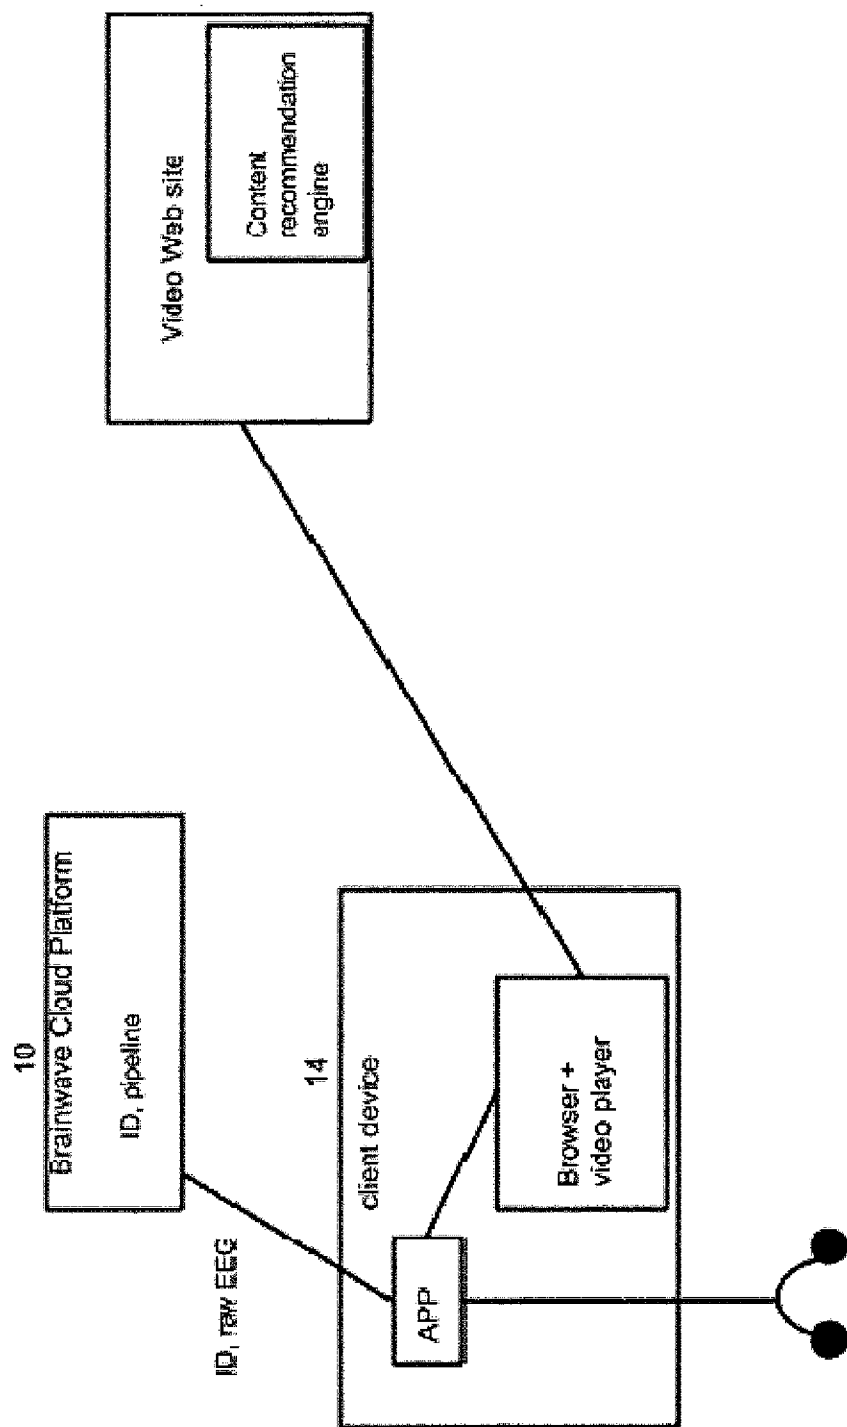 10
Brainwave Cloud Platform
ID, pipeline
ID, raw EEG
14
client device
APP
Browser +
video player
Video Web site
Content
recommendation
engine